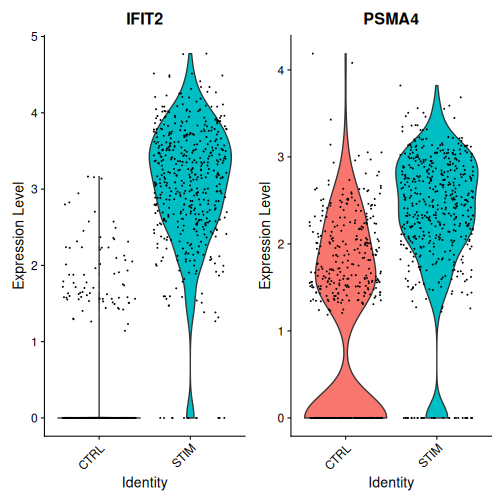 IFIT2
Expression Level
5
4
3
2
1
0
CTRL
STIM
Identity
PSMA4
Expression Level
4
3
2
1
0
CTRL
STIM
Identity